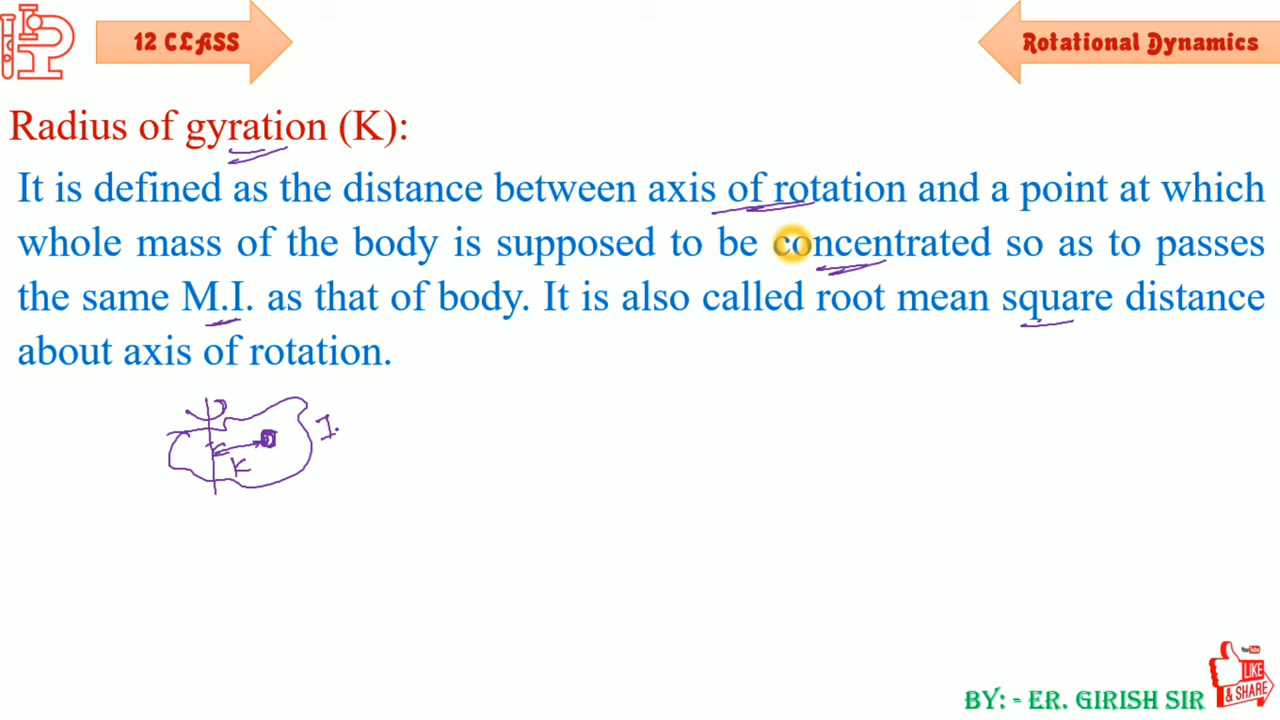 12 CLASS
Rotational Dynamics
Radius of gyration (K):
It is defined as the distance between axis of rotation and a point at which
whole mass of the body is supposed to be concentrated so as to passes
the same M.I. as that of body. It is also called root mean square distance
about axis of rotation.
I.
K
YouTube
LIKE
& SHARE
BY: - ER. GIRISH SIR